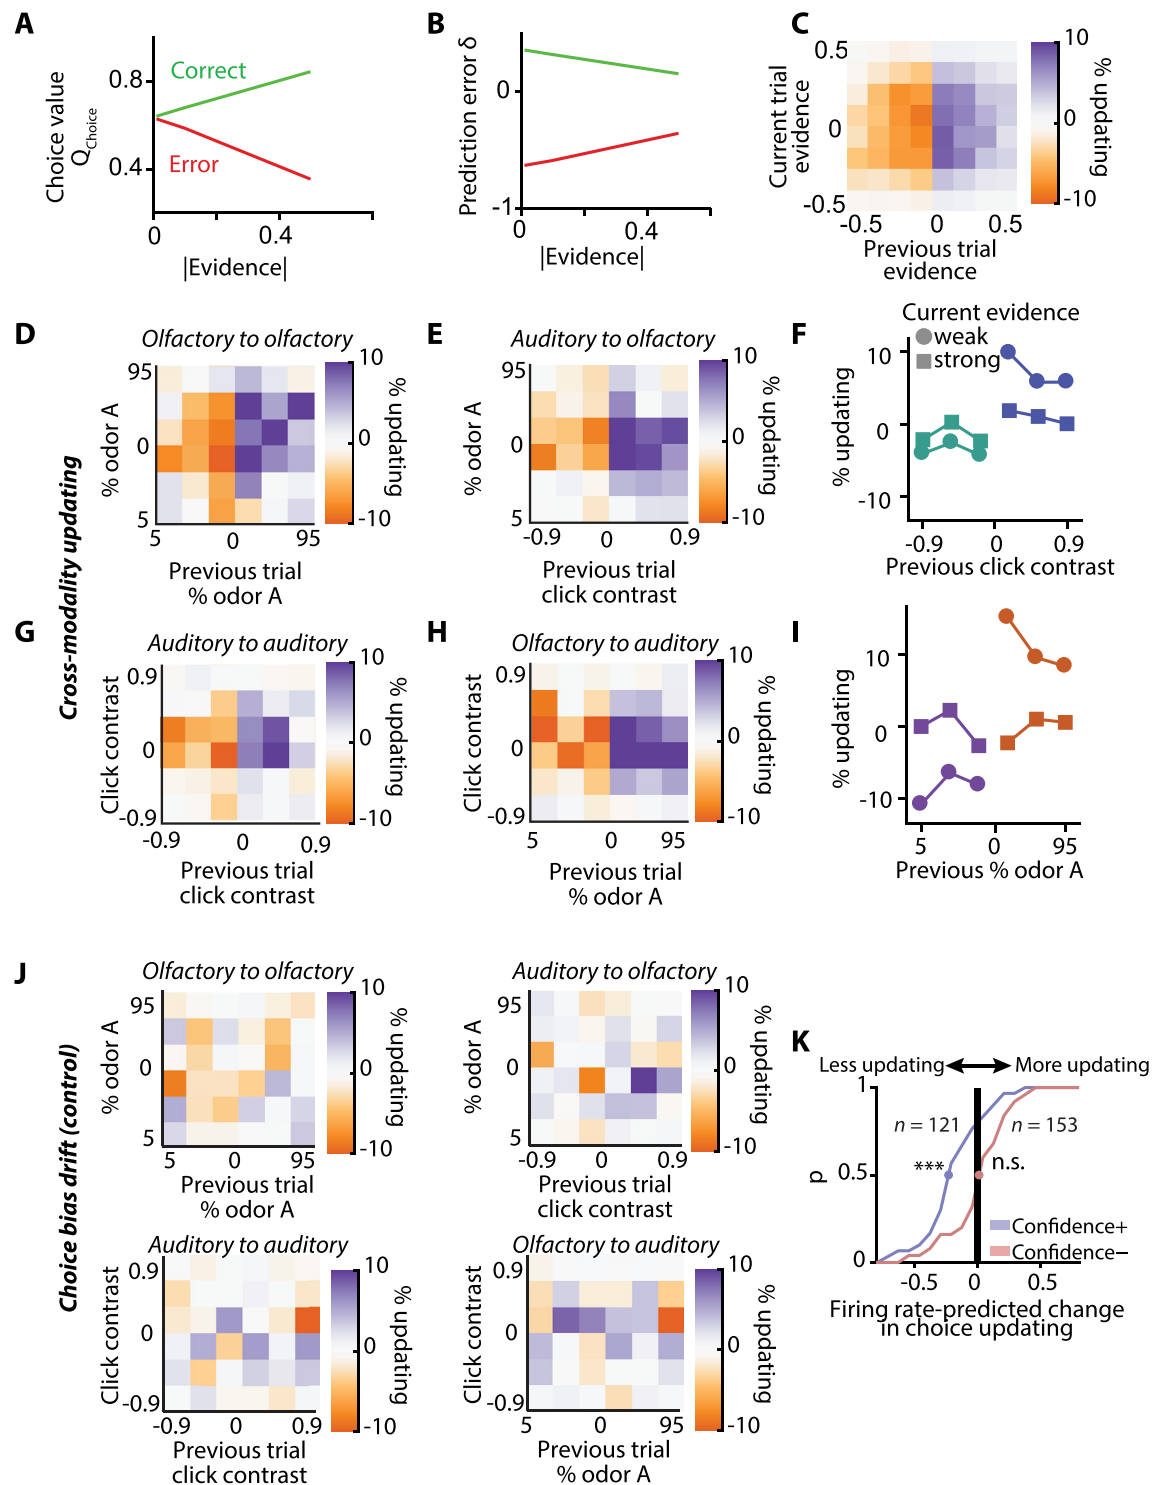 A
Choice value
Q Choice
0.8
0.4
Correct
Error
0
0.4
|Evidence|
B
Prediction error δ
0
-1
0
0.4
|Evidence|
C
Current trial
evidence
0.5
0
-0.5
-0.5
0
0.5
Previous trial
evidence
10
0
-10
% updating
Cross-modality updating
D
Olfactory to olfactory
% odor A
95
0
5
5
0
95
Previous trial
% odor A
10
0
-10
% updating
E
Auditory to olfactory
% odor A
95
0
5
-0.9
0
0.9
Previous trial
click contrast
10
0
-10
% updating
F
Current evidence
weak
strong
% updating
10
0
-10
-0.9
0
0.9
Previous click contrast
G
Auditory to auditory
Click contrast
0.9
0
-0.9
-0.9
0
0.9
Previous trial
click contrast
10
0
-10
% updating
H
Olfactory to auditory
Click contrast
0.9
0
-0.9
5
0
95
Previous trial
% odor A
10
0
-10
% updating
I
% updating
10
0
-10
5
0
95
Previous % odor A
J
Choice bias drift (control)
Olfactory to olfactory
% odor A
95
0
5
5
0
95
Previous trial
% odor A
10
0
-10
% updating
Auditory to olfactory
% odor A
95
0
5
-0.9
0
0.9
Previous trial
click contrast
10
0
-10
% updating
Auditory to auditory
Click contrast
0.9
0
-0.9
-0.9
0
0.9
Previous trial
click contrast
10
0
-10
% updating
Olfactory to auditory
Click contrast
0.9
0
-0.9
5
0
95
Previous trial
% odor A
10
0
-10
% updating
K
Less updating
More updating
p
1
0.5
0
n = 121
n = 153
***
n.s.
Confidence+
Confidence−
-0.5
0
0.5
Firing rate-predicted change
in choice updating